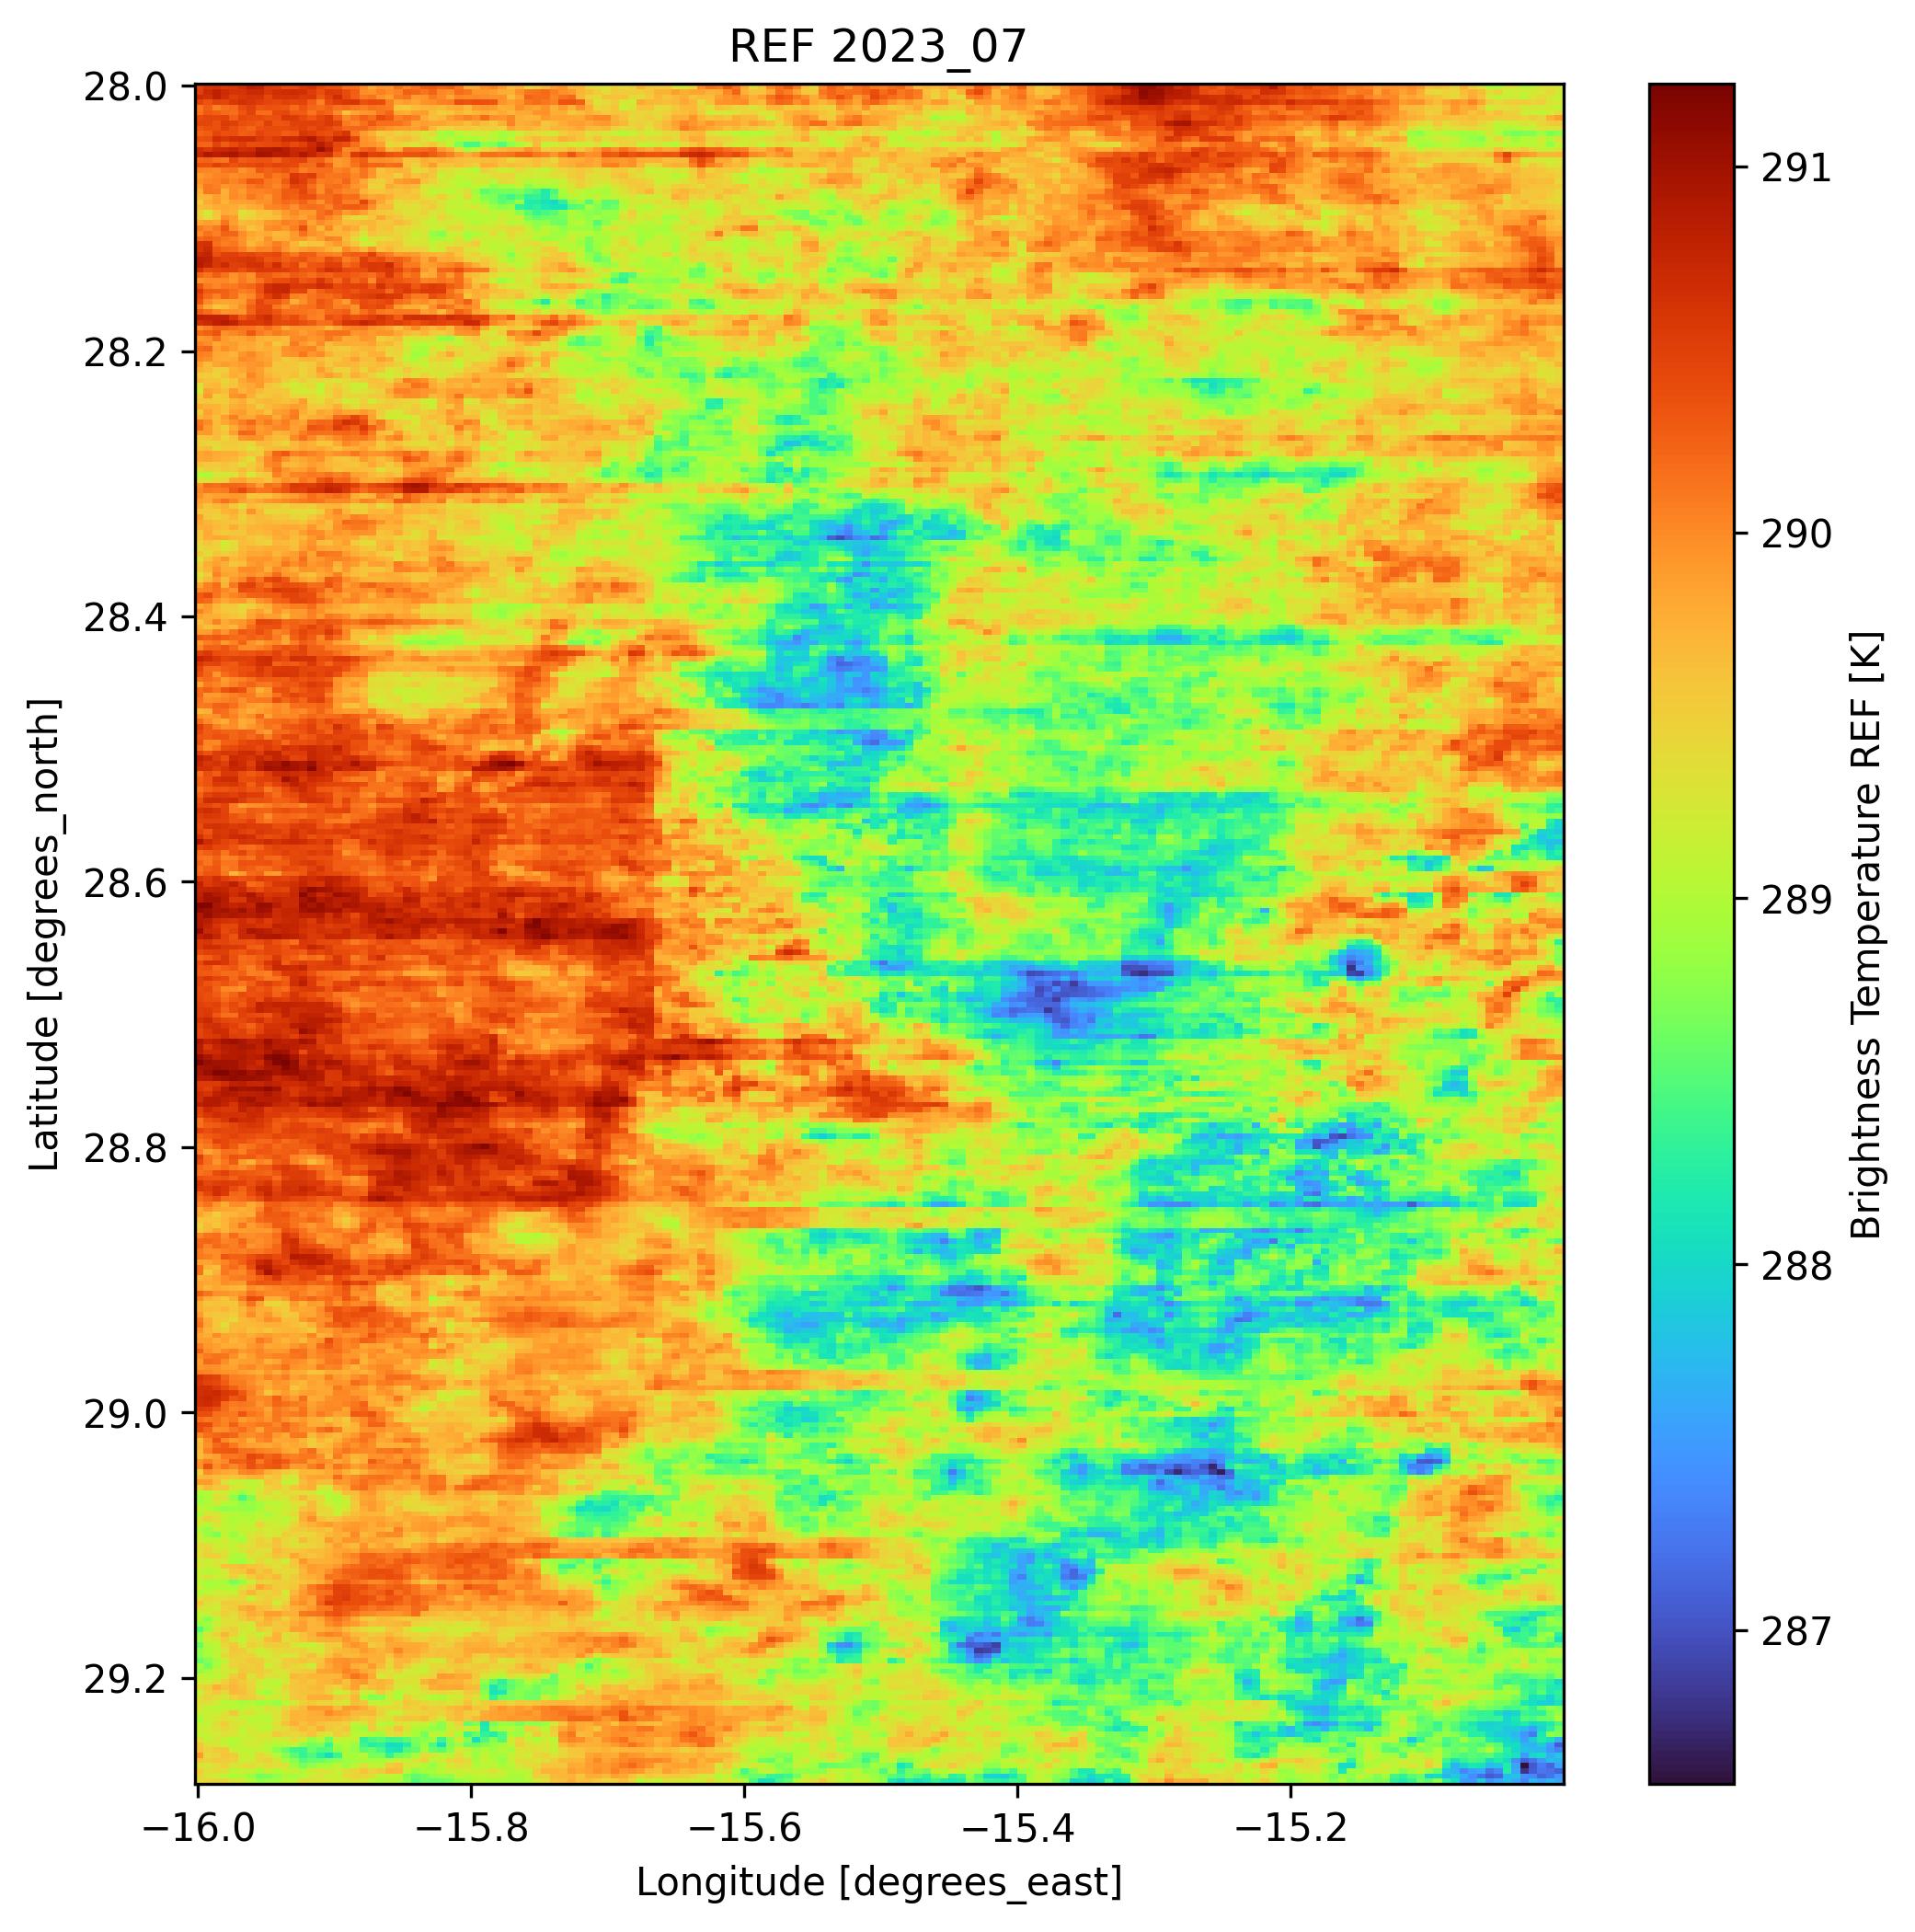 REF 2023_07
28.0
28.2
28.4
28.6
28.8
29.0
29.2
Latitude [degrees_north]
−16.0 −15.8 −15.6 −15.4 −15.2
Longitude [degrees_east]
291
290
289
288
287
Brightness Temperature REF [K]